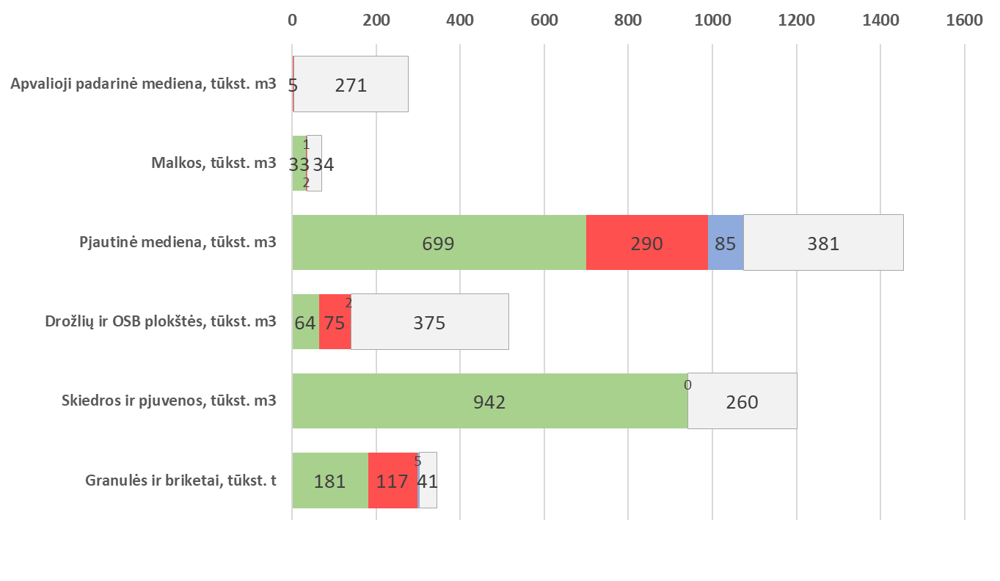 0 200 400 600 800 1000 1200 1400 1600
Apvalioji padarinė mediena, tūkst. m3 5 271
1
Malkos, tūkst. m3 33 34
2
Pjautinė mediena, tūkst. m3 699 290 85 381
2
Drožlių ir OSB plokštės, tūkst. m3 64 75 375
0
Skiedros ir pjuvenos, tūkst. m3 942 260
5
Granulės ir briketai, tūkst. t 181 117 41